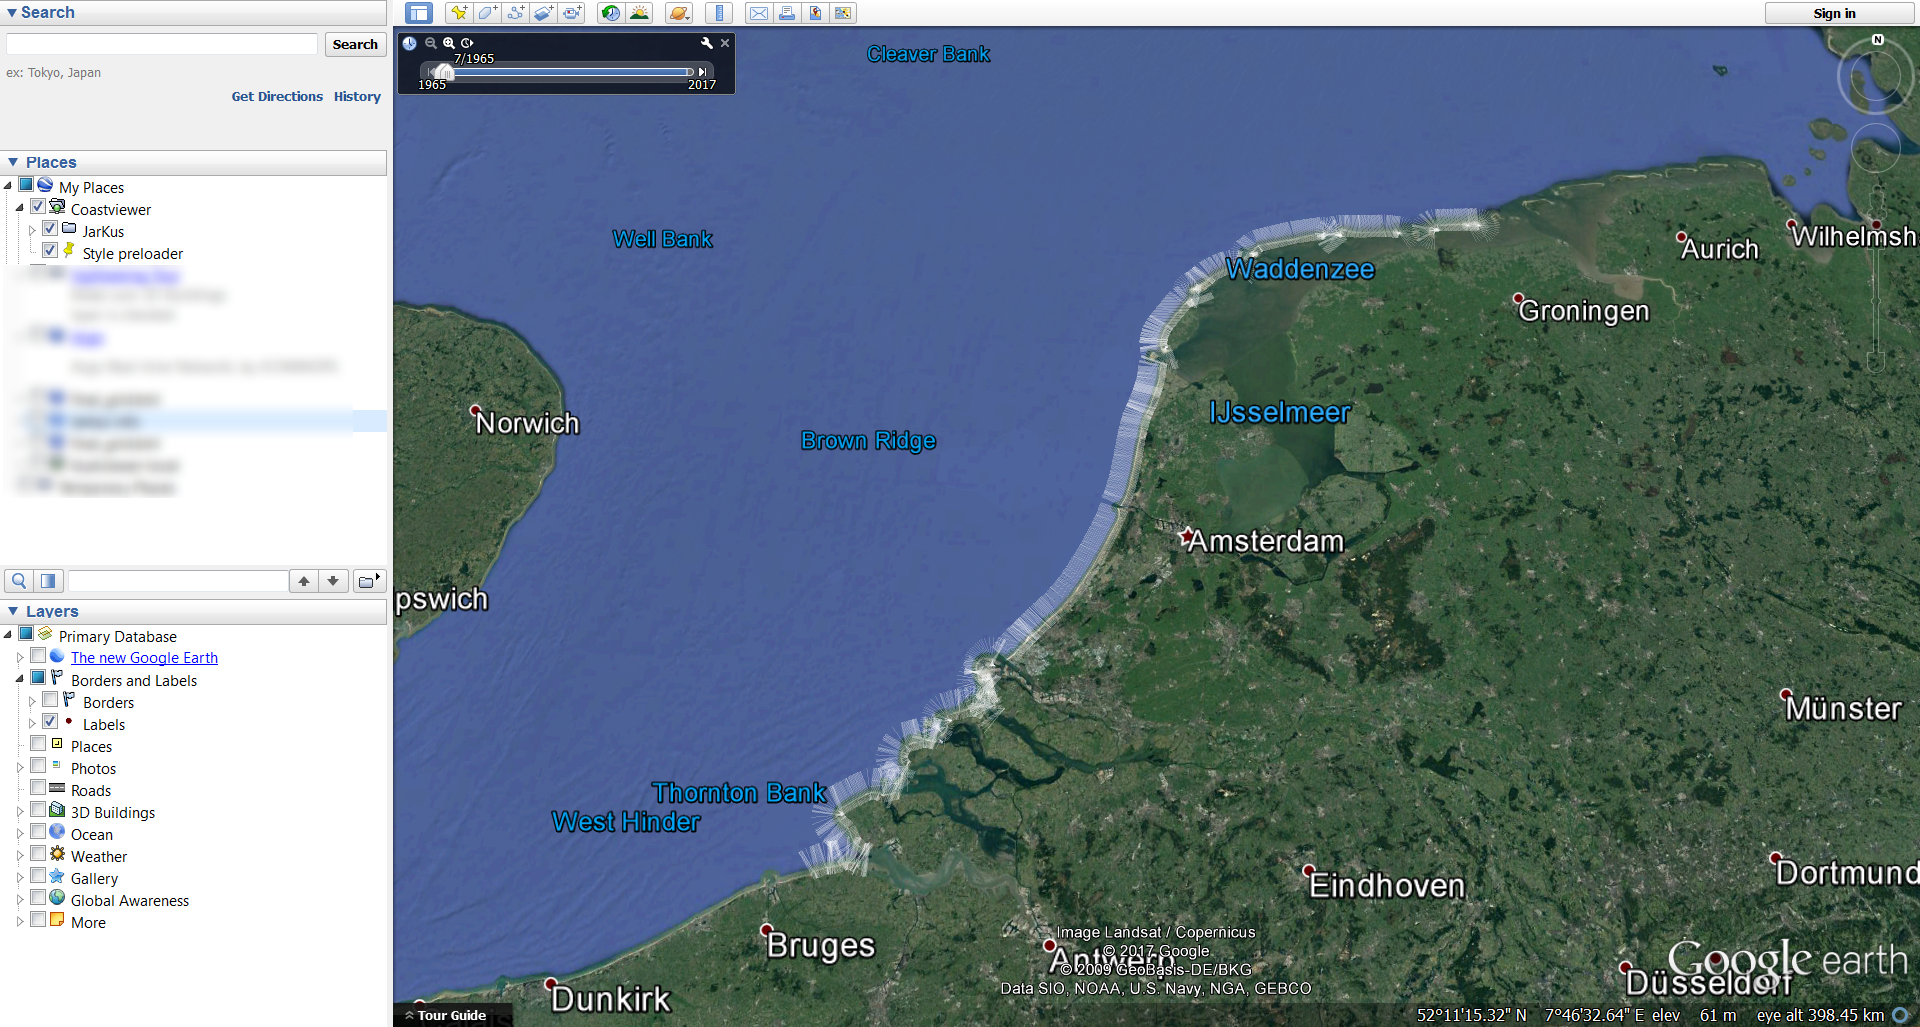 Search
Search
ex: Tokyo, Japan
Get Directions
History
Places
My Places
Coastviewer
JarKus
Style preloader
Layers
Primary Database
The new Google Earth
Borders and Labels
Borders
Labels
Places
Photos
Roads
3D Buildings
Ocean
Weather
Gallery
Global Awareness
More
Sign in
7/1965
1965
2017
N
Cleaver Bank
Well Bank
Waddenzee
Aurich
Wilhelmsh
Groningen
Norwich
Brown Ridge
IJsselmeer
Amsterdam
pswich
Münster
Thornton Bank
West Hinder
Eindhoven
Dortmund
Bruges
Antwerp
Image Landsat / Copernicus
© 2017 Google
© 2009 GeoBasis-DE/BKG
Data SIO, NOAA, U.S. Navy, NGA, GEBCO
Google earth
Düsseldorf
Dunkirk
Tour Guide
52°11'15.32" N 7°46'32.64" E elev 61 m eye alt 398.45 km